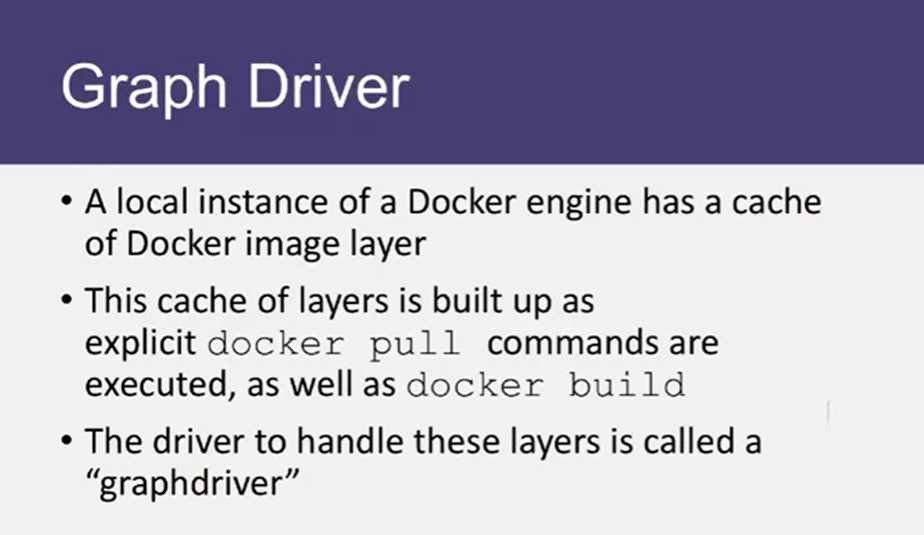 Graph Driver
• A local instance of a Docker engine has a cache
of Docker image layer
• This cache of layers is built up as
explicit docker pull commands are
executed, as well as docker build
• The driver to handle these layers is called a
“graphdriver”